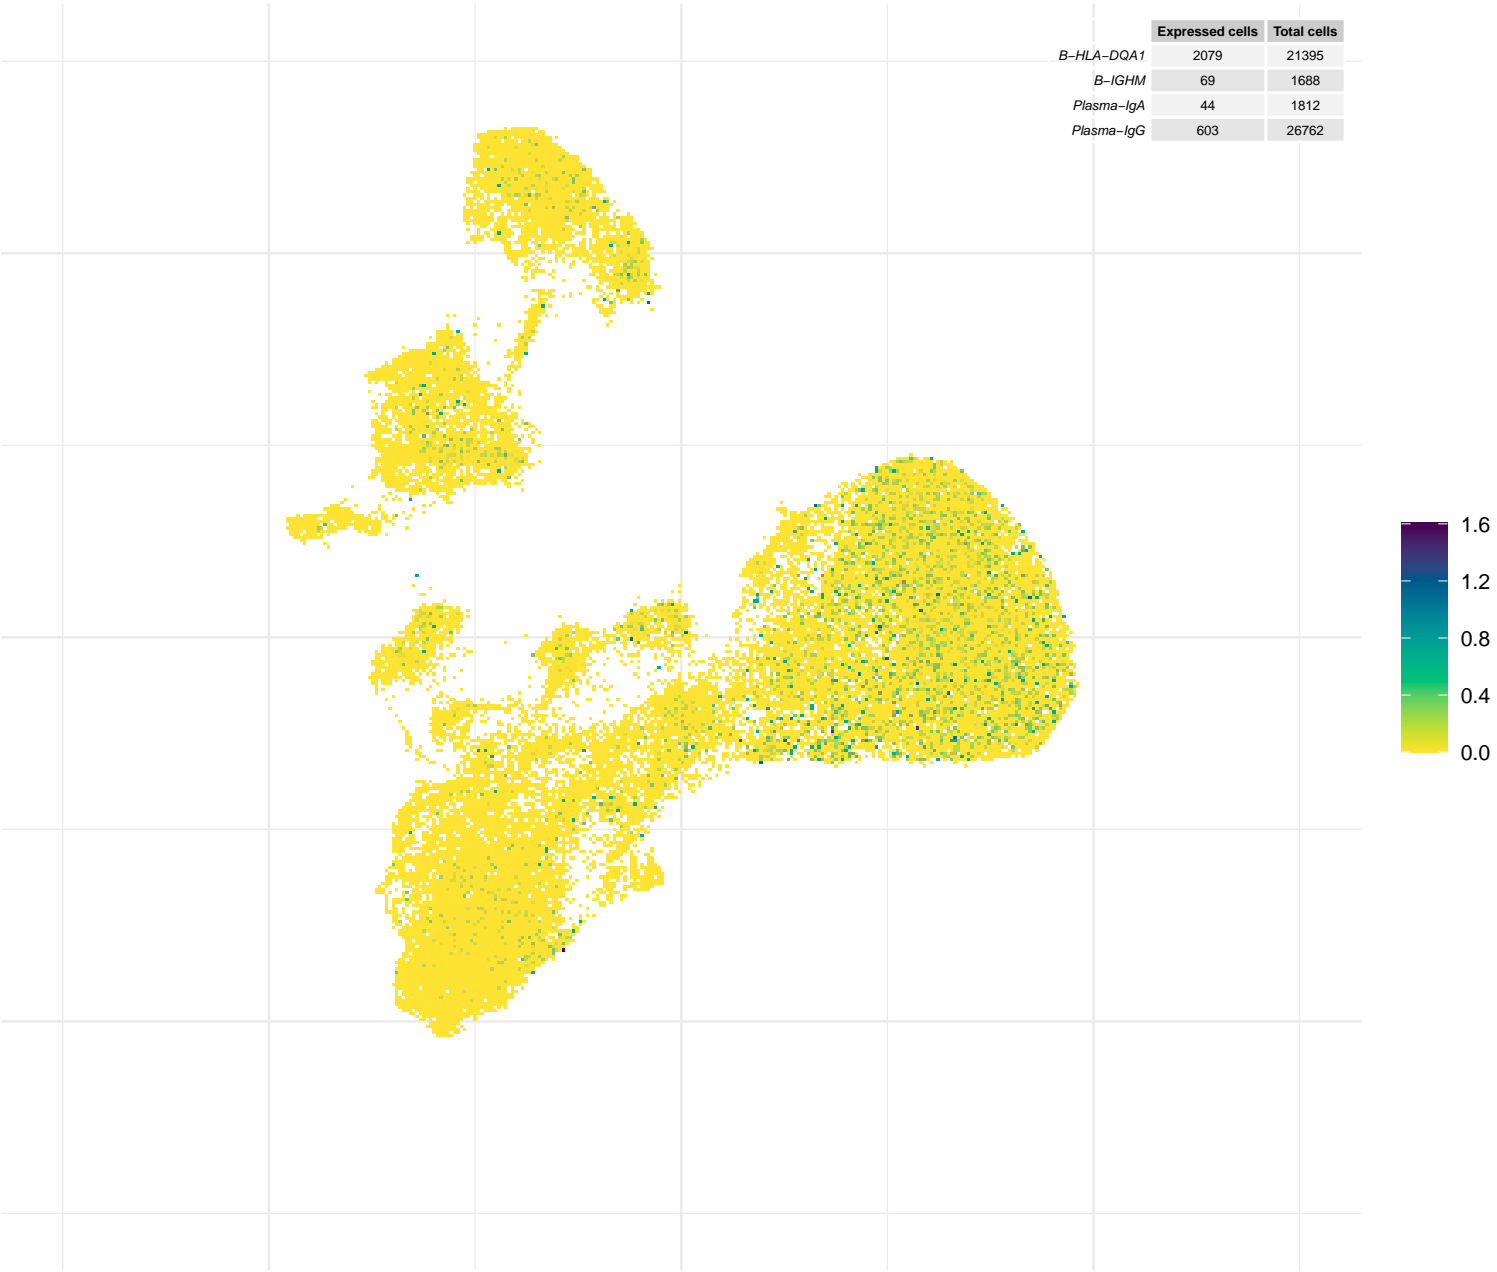 Expressed cells Total cells
B−HLA−DQA1 2079 21395
B−IGHM 69 1688
Plasma−IgA 44 1812
Plasma−IgG 603 26762
1.6
1.2
0.8
0.4
0.0